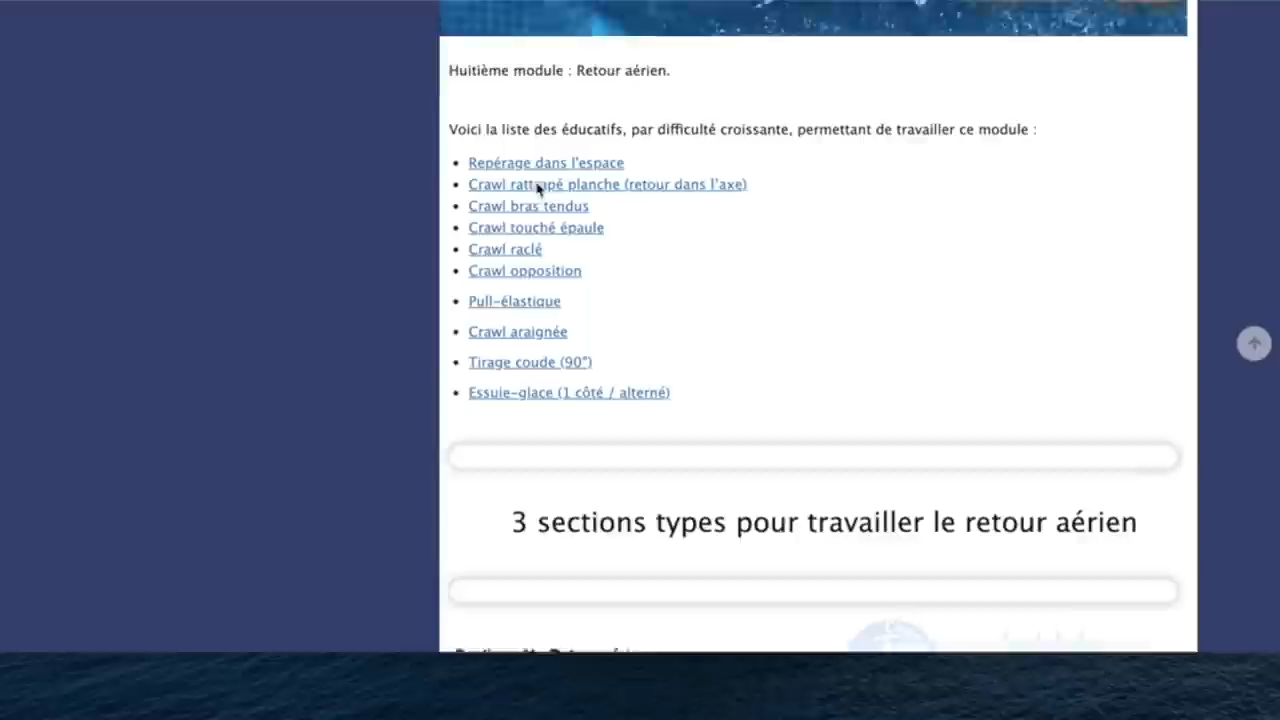 Huitième module : Retour aérien.
Voici la liste des éducatifs, par difficulté croissante, permettant de travailler ce module :
Repérage dans l'espace
Crawl rattrapé planche (retour dans l'axe)
Crawl bras tendus
Crawl touché épaule
Crawl raclé
Crawl opposition
Pull-élastique
Crawl araignée
Tirage coude (90°)
Essuie-glace (1 côté / alterné)
3 sections types pour travailler le retour aérien